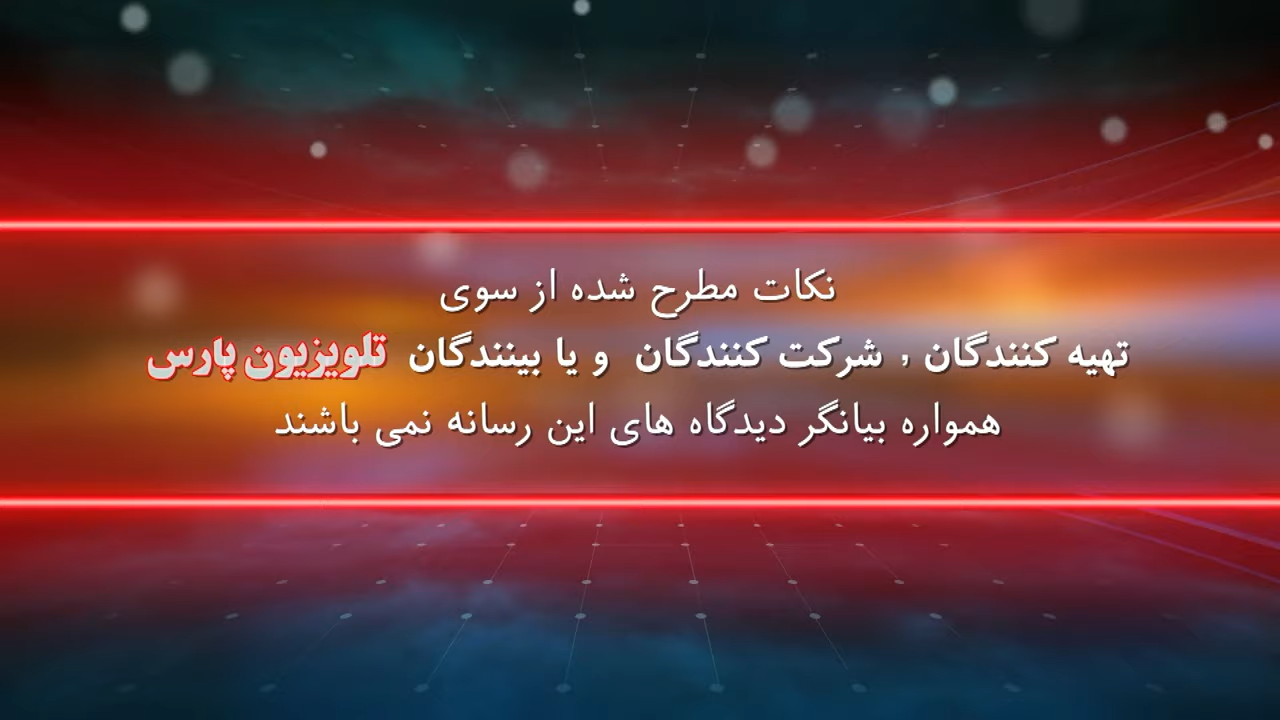 نکات مطرح شده از سوی
تهیه کنندگان , شرکت کنندگان و یا بینندگان تلویزیون پارس
همواره بیانگر دیدگاه های این رسانه نمی باشند